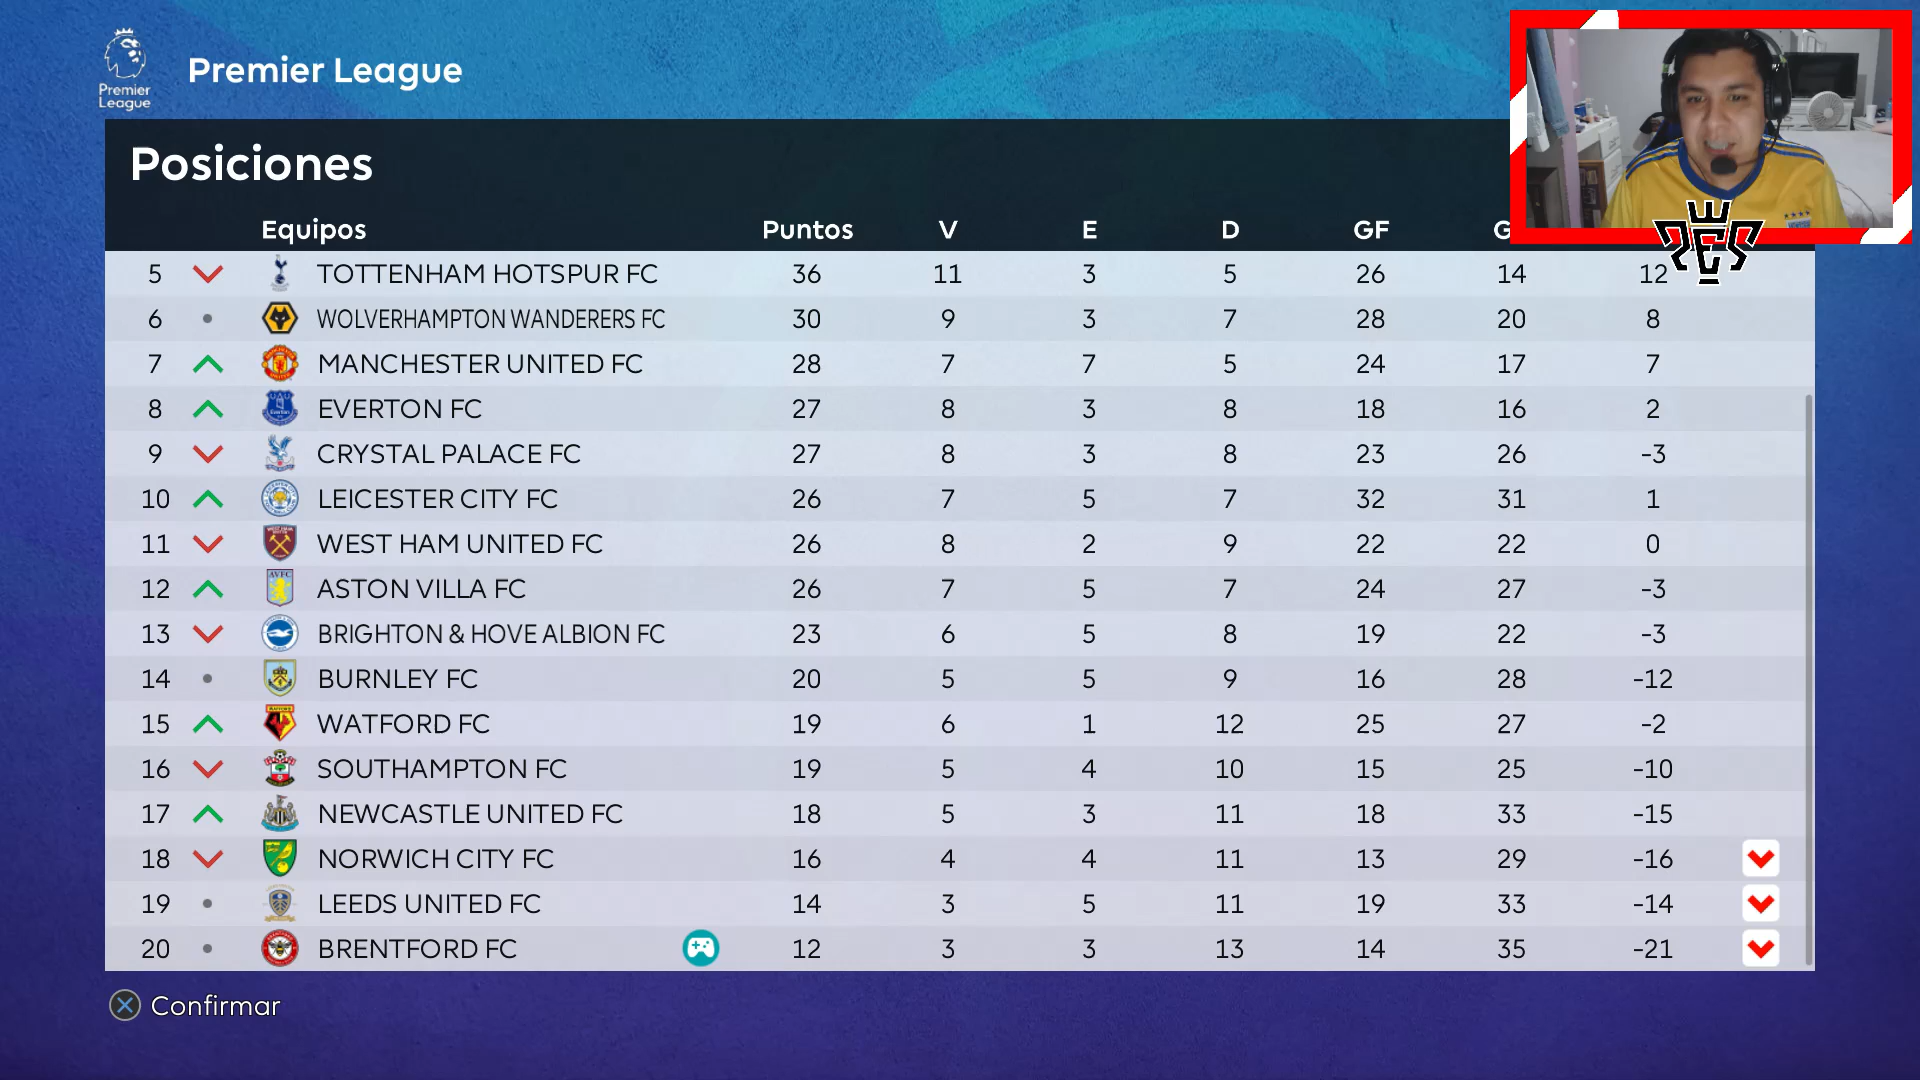 Premier League
Premier
League
Posiciones
Equipos Puntos V E D GF G
5 TOTTENHAM HOTSPUR FC 36 11 3 5 26 14 12
6 WOLVERHAMPTON WANDERERS FC 30 9 3 7 28 20 8
7 MANCHESTER UNITED FC 28 7 7 5 24 17 7
8 EVERTON FC 27 8 3 8 18 16 2
9 CRYSTAL PALACE FC 27 8 3 8 23 26 -3
10 LEICESTER CITY FC 26 7 5 7 32 31 1
11 WEST HAM UNITED FC 26 8 2 9 22 22 0
12 ASTON VILLA FC 26 7 5 7 24 27 -3
13 BRIGHTON & HOVE ALBION FC 23 6 5 8 19 22 -3
14 BURNLEY FC 20 5 5 9 16 28 -12
15 WATFORD FC 19 6 1 12 25 27 -2
16 SOUTHAMPTON FC 19 5 4 10 15 25 -10
17 NEWCASTLE UNITED FC 18 5 3 11 18 33 -15
18 NORWICH CITY FC 16 4 4 11 13 29 -16
19 LEEDS UNITED FC 14 3 5 11 19 33 -14
20 BRENTFORD FC 12 3 3 13 14 35 -21
Confirmar